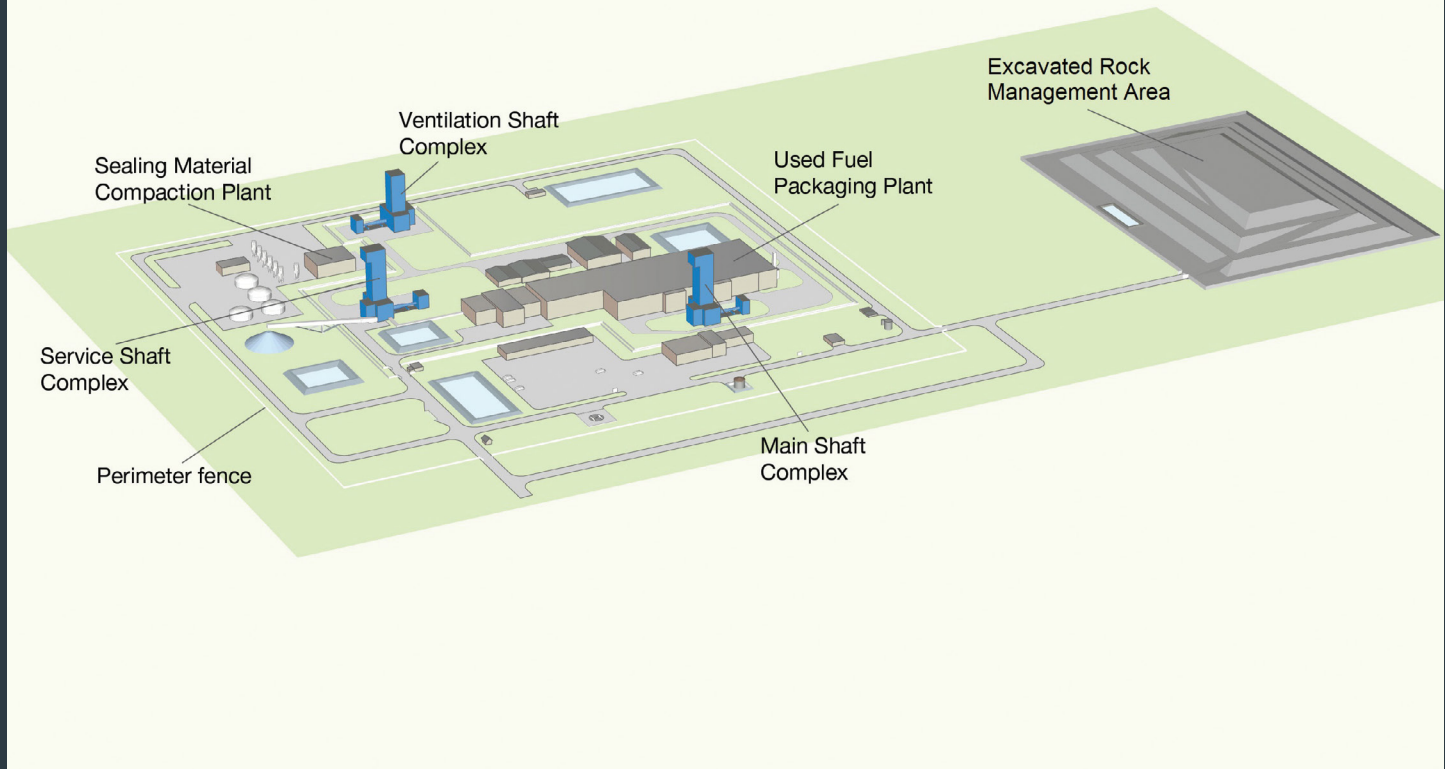 Excavated Rock
Management Area
Ventilation Shaft
Complex
Sealing Material
Compaction Plant
Used Fuel
Packaging Plant
Service Shaft
Complex
Main Shaft
Complex
Perimeter fence